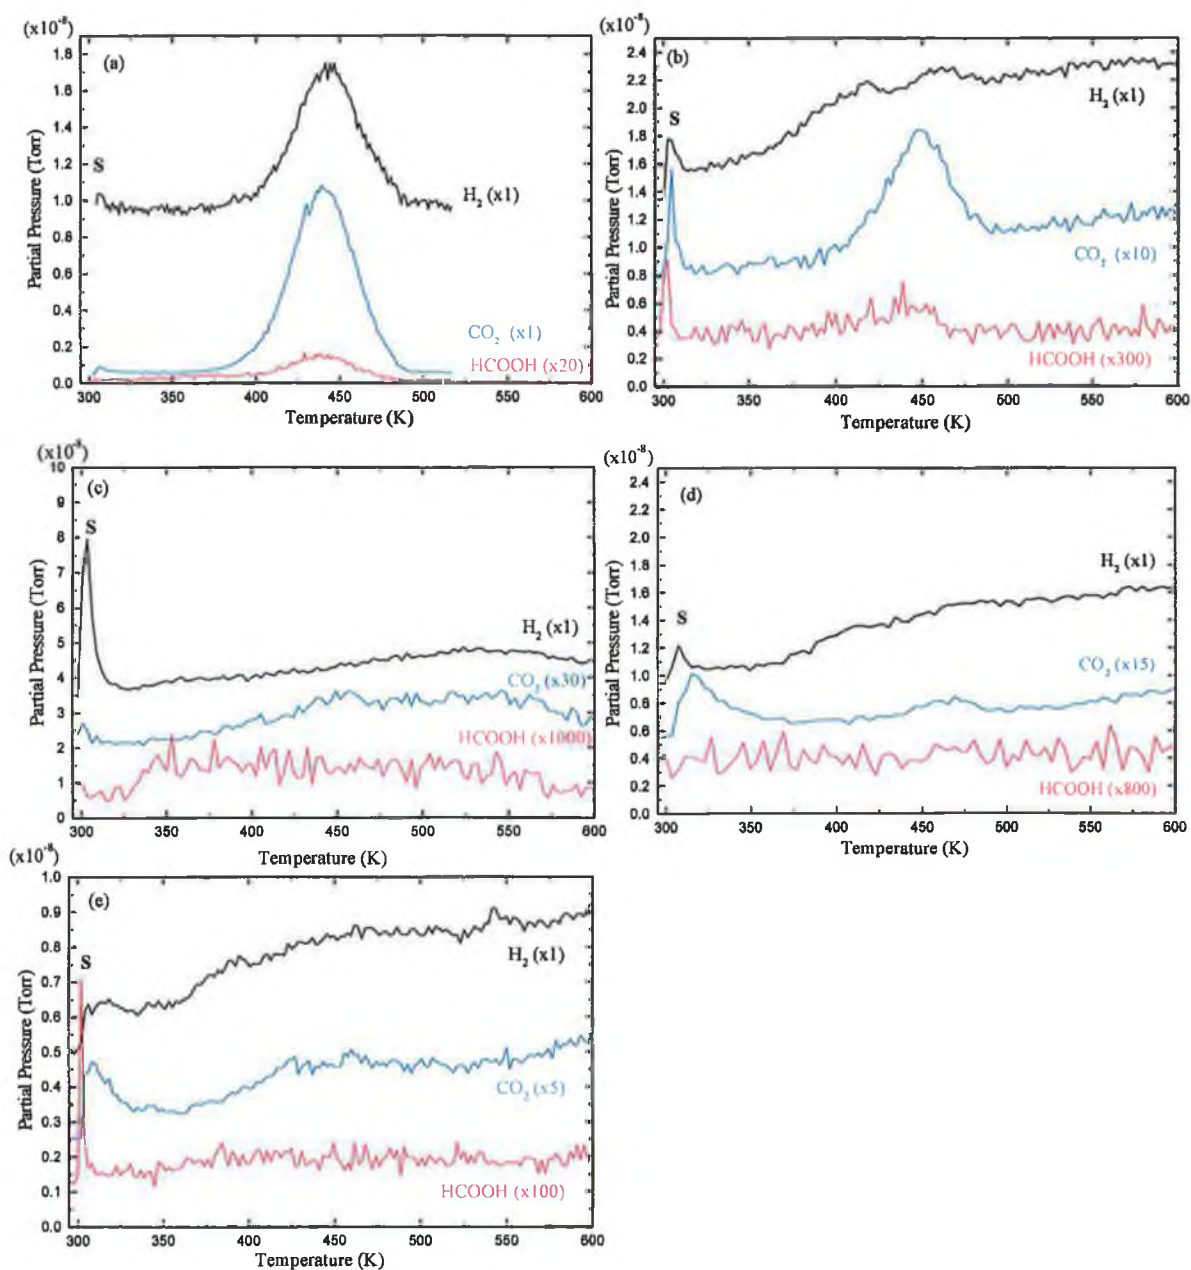 (x10⁻⁸)
(a)
1.8
1.6
1.4
1.2
1.0
0.8
0.6
0.4
0.2
0.0
Partial Pressure (Torr)
S
H₂ (x1)
CO₂ (x1)
HCOOH (x20)
300 350 400 450 500 550 600
Temperature (K)
(x10⁻⁸)
(b)
2.4
2.2
2.0
1.8
1.6
1.4
1.2
1.0
0.8
0.6
0.4
0.2
0.0
Partial Pressure (Torr)
S
H₂ (x1)
CO₂ (x10)
HCOOH (x300)
300 350 400 450 500 550 600
Temperature (K)
(x10⁻⁸)
(c)
10
9
8
7
6
5
4
3
2
1
0
Partial Pressure (Torr)
S
H₂ (x1)
CO₂ (x30)
HCOOH (x1000)
300 350 400 450 500 550 600
Temperature (K)
(x10⁻⁸)
(d)
2.4
2.2
2.0
1.8
1.6
1.4
1.2
1.0
0.8
0.6
0.4
0.2
0.0
Partial Pressure (Torr)
S
H₂ (x1)
CO₂ (x15)
HCOOH (x800)
300 350 400 450 500 550 600
Temperature (K)
(x10⁻⁸)
(e)
1.0
0.9
0.8
0.7
0.6
0.5
0.4
0.3
0.2
0.1
0.0
Partial Pressure (Torr)
S
H₂ (x1)
CO₂ (x5)
HCOOH (x100)
300 350 400 450 500 550 600
Temperature (K)